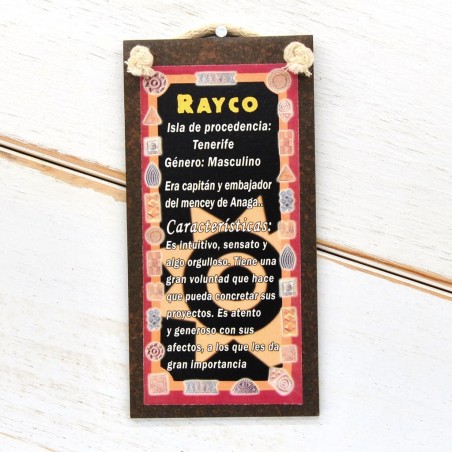 RAYCO
Isla de procedencia:
Tenerife
Género: Masculino
Era capitán y embajador
del mencey de Anaga..
Características:
Es Intuitivo, sensato y
algo orgulloso. Tiene una
gran voluntad que hace
que pueda concretar sus
proyectos. Es atento
y generoso con sus
afectos, a los que les da
gran importancia